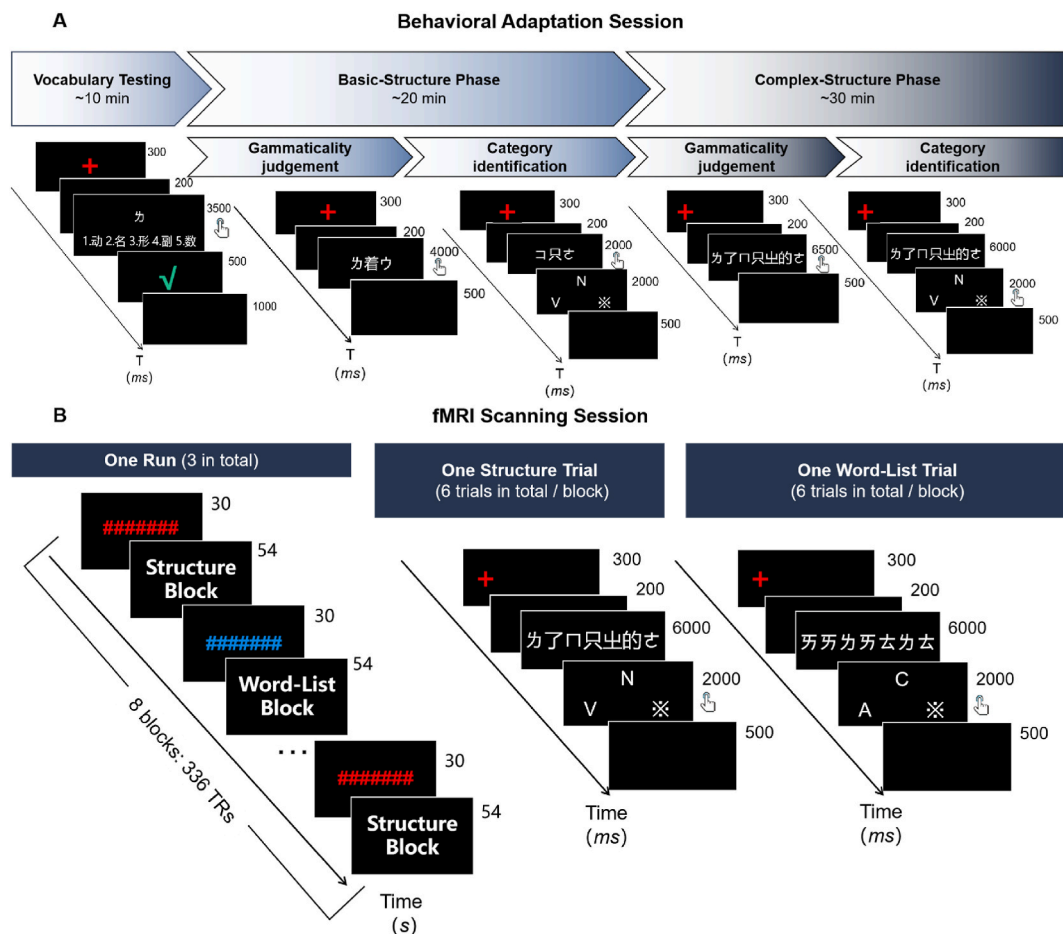 A
Behavioral Adaptation Session
Vocabulary Testing
~10 min
Basic-Structure Phase
~20 min
Complex-Structure Phase
~30 min
Gammaticality
judgement
Category
identification
Gammaticality
judgement
Category
identification
+
300
200
ㄌ
1.动 2.名 3.形 4.副 5.数
3500
√
500
1000
T
(ms)
+
300
200
ㄌ着ウ
4000
500
T
(ms)
+
300
200
コ只ㄜ
2000
N
V
※
2000
500
T
(ms)
+
300
200
ㄌ了ㄇ只ㄓ的ㄜ
6500
500
T
(ms)
+
300
200
ㄌ了ㄇ只ㄓ的ㄜ
6000
N
V
※
2000
500
T
(ms)
B
fMRI Scanning Session
One Run (3 in total)
#######
30
Structure
Block
54
#######
30
Word-List
Block
54
...
#######
30
Structure
Block
54
8 blocks: 336 TRs
Time
(s)
One Structure Trial
(6 trials in total / block)
+
300
200
ㄌ了ㄇ只ㄓ的ㄜ
6000
N
V
※
2000
500
Time
(ms)
One Word-List Trial
(6 trials in total / block)
+
300
200
ㄞㄞㄌㄞㄊㄌㄊ
6000
C
A
※
2000
500
Time
(ms)